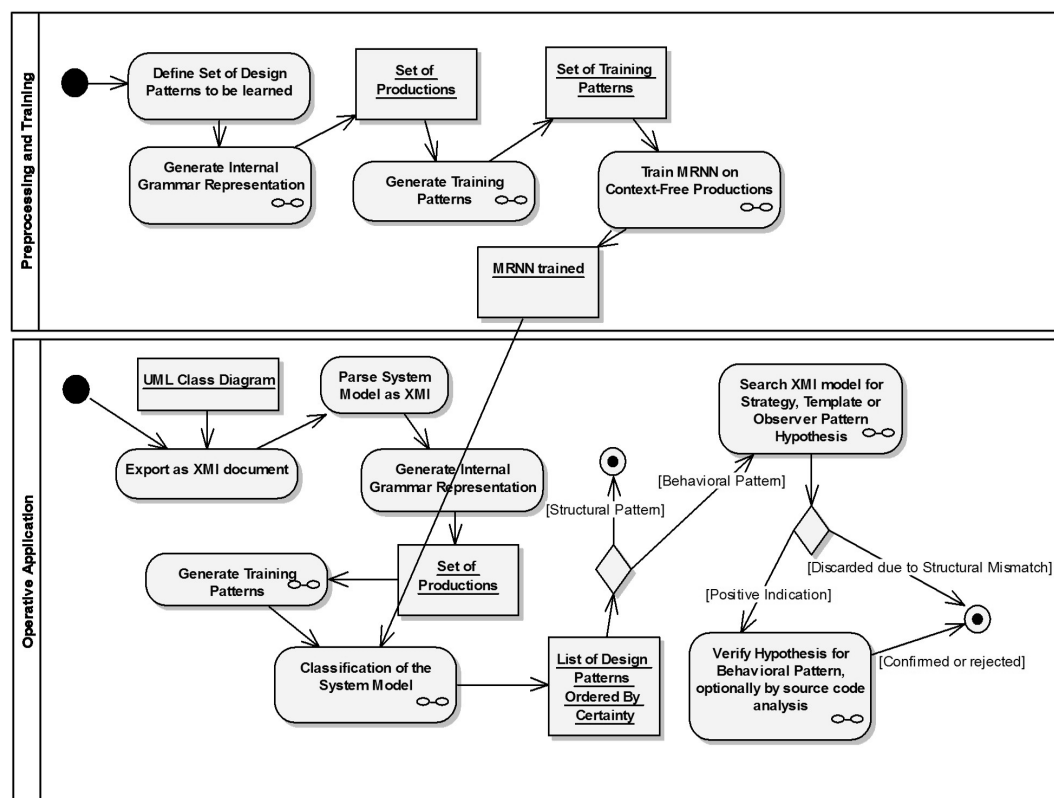 Preprocessing and Training
Define Set of Design
Patterns to be learned
Set of
Productions
Set of Training
Patterns
Generate Internal
Grammar Representation
Generate Training
Patterns
Train MRNN on
Context-Free Productions
MRNN trained
Operative Application
UML Class Diagram
Parse System
Model as XMI
Search XMI model for
Strategy, Template or
Observer Pattern
Hypothesis
Export as XMI document
Generate Internal
Grammar Representation
[Structural Pattern]
[Behavioral Pattern]
Generate Training
Patterns
Set of
Productions
[Discarded due to Structural Mismatch]
[Positive Indication]
Classification of the
System Model
List of Design
Patterns
Ordered By
Certainty
Verify Hypothesis for
Behavioral Pattern,
optionally by source code
analysis
[Confirmed or rejected]